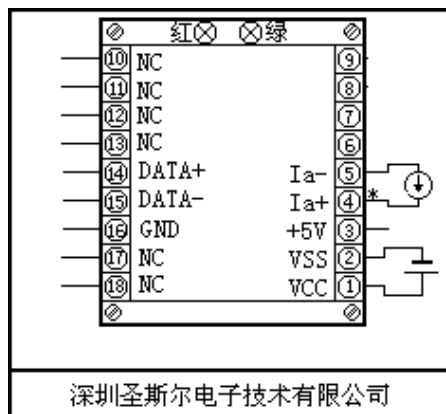 红 绿
10 NC 9
11 NC 8
12 NC 7
13 NC 6
14 DATA+ Ia- 5
15 DATA- Ia+ 4 *
16 GND +5V 3
17 NC VSS 2
18 NC VCC 1
深圳圣斯尔电子技术有限公司